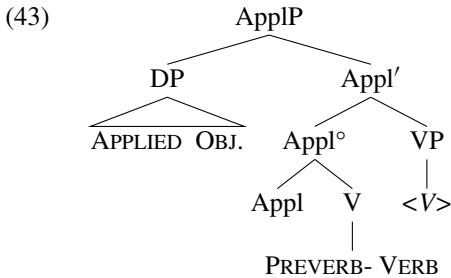 (43) ApplP
DP Appl′
APPLIED OBJ. Appl° VP
Appl V <V>
PREVERB- VERB